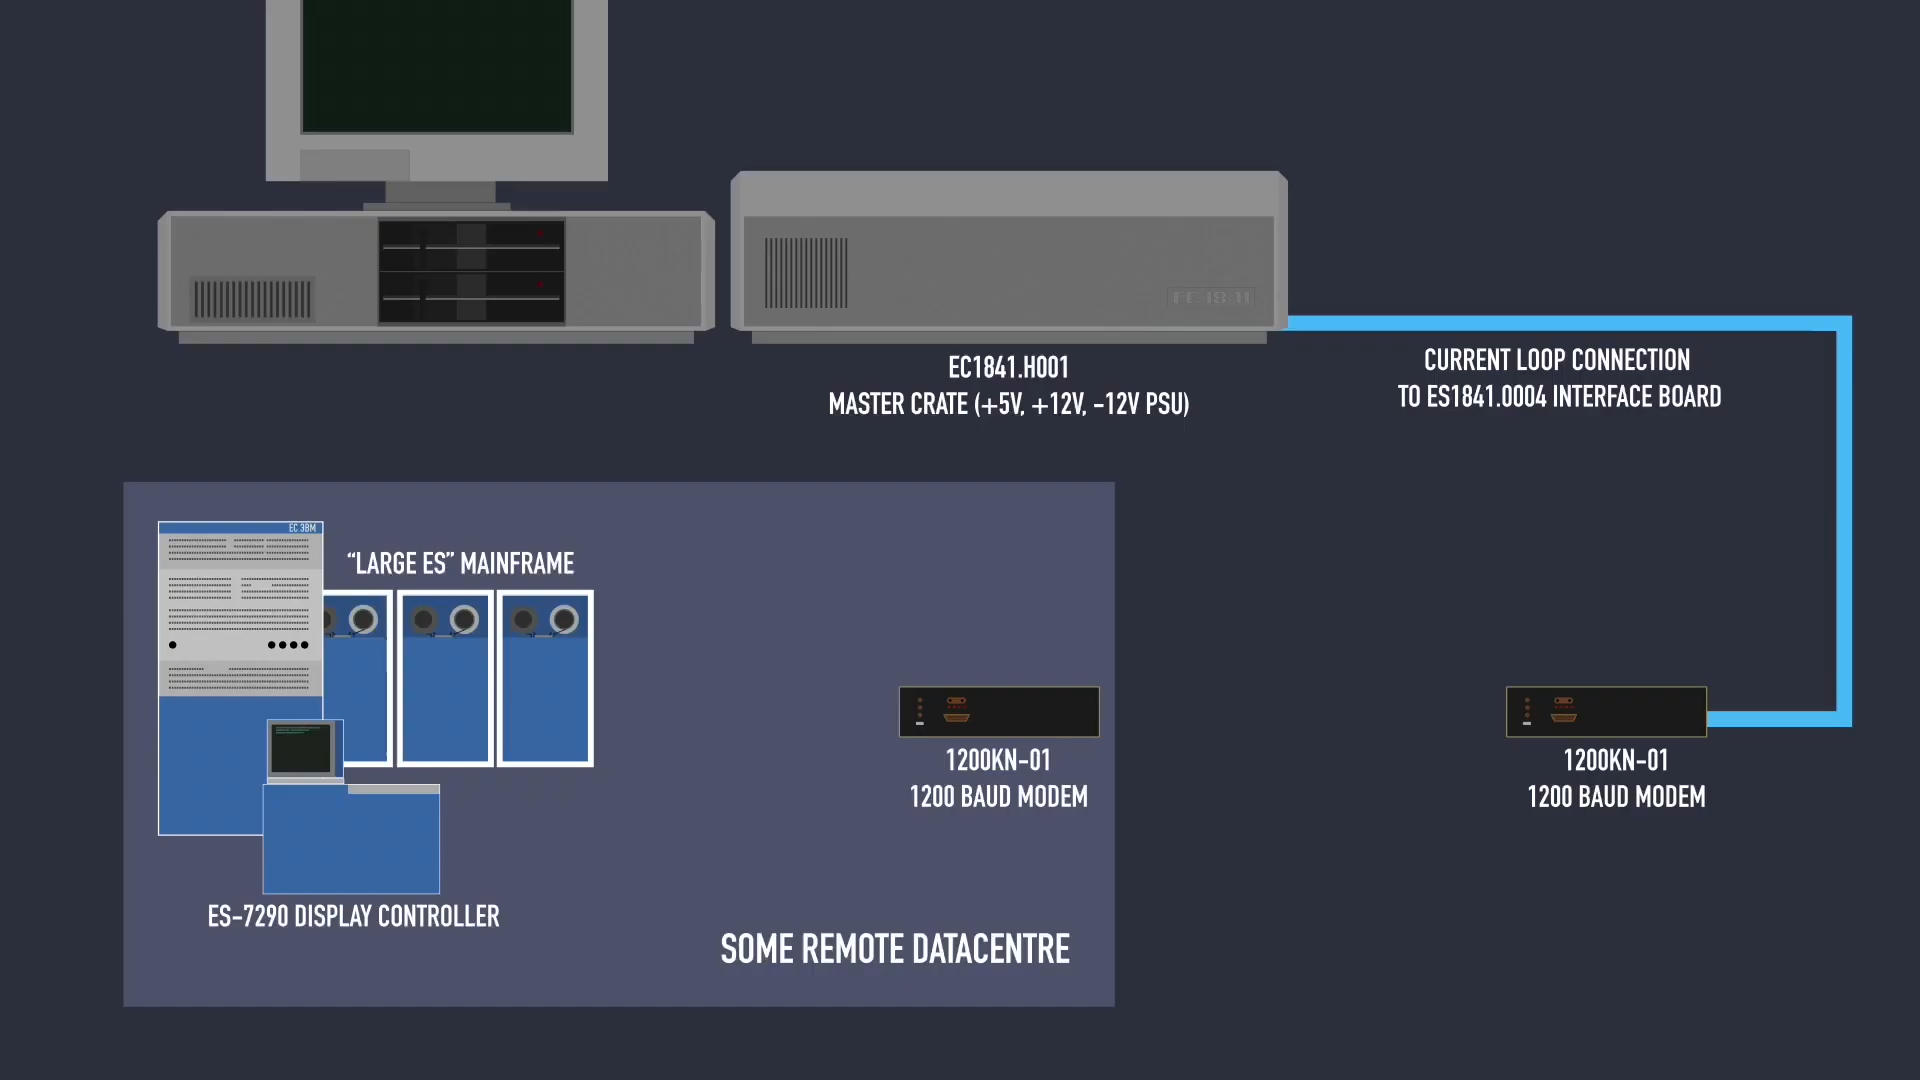 EC1841.H001
MASTER CRATE (+5V, +12V, -12V PSU)
CURRENT LOOP CONNECTION
TO ES1841.0004 INTERFACE BOARD
EC ЭВМ
“LARGE ES” MAINFRAME
1200KN-01
1200 BAUD MODEM
1200KN-01
1200 BAUD MODEM
ES-7290 DISPLAY CONTROLLER
SOME REMOTE DATACENTRE